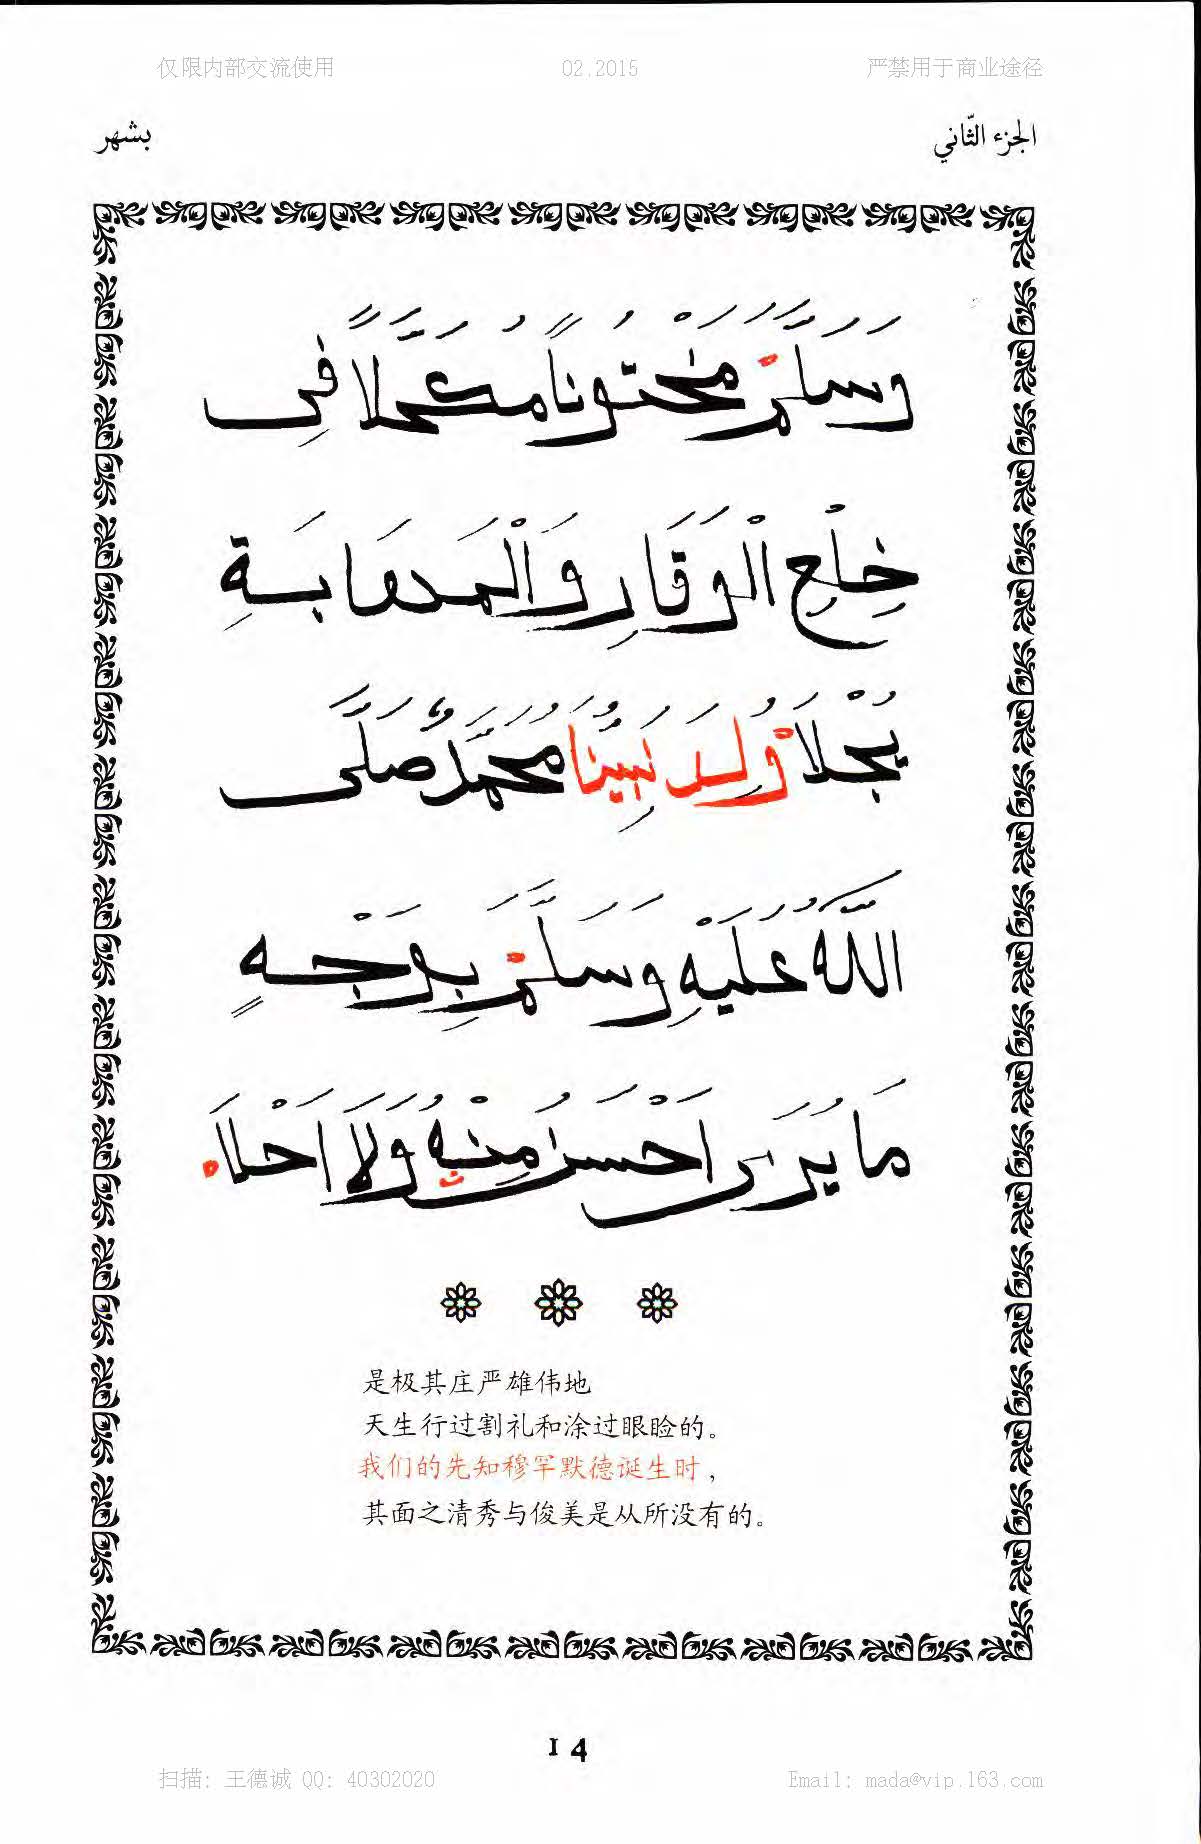 仅限内部交流使用 02.2015 严禁用于商业途径
الجزء الثّاني بشهر
وَسَلَّمَ مَخْتُونًا مُكَحَّلًا فِى
خِلْعِ الْوَقَارِ وَالْمَهَابَةِ
يُجْلَا وُلِدَ نَبِيُّنَا مُحَمَّدٌ صَلَّى
اللَّهُ عَلَيْهِ وَسَلَّمَ بِوَجْهٍ
مَا يُرَى اَحْسَنُ مِنْهُ وَلَا اَحْلَا
是极其庄严雄伟地
天生行过割礼和涂过眼睑的。
我们的先知穆罕默德诞生时，
其面之清秀与俊美是从所没有的。
14
扫描: 王德诚 QQ: 40302020 Email: mada@vip.163.com